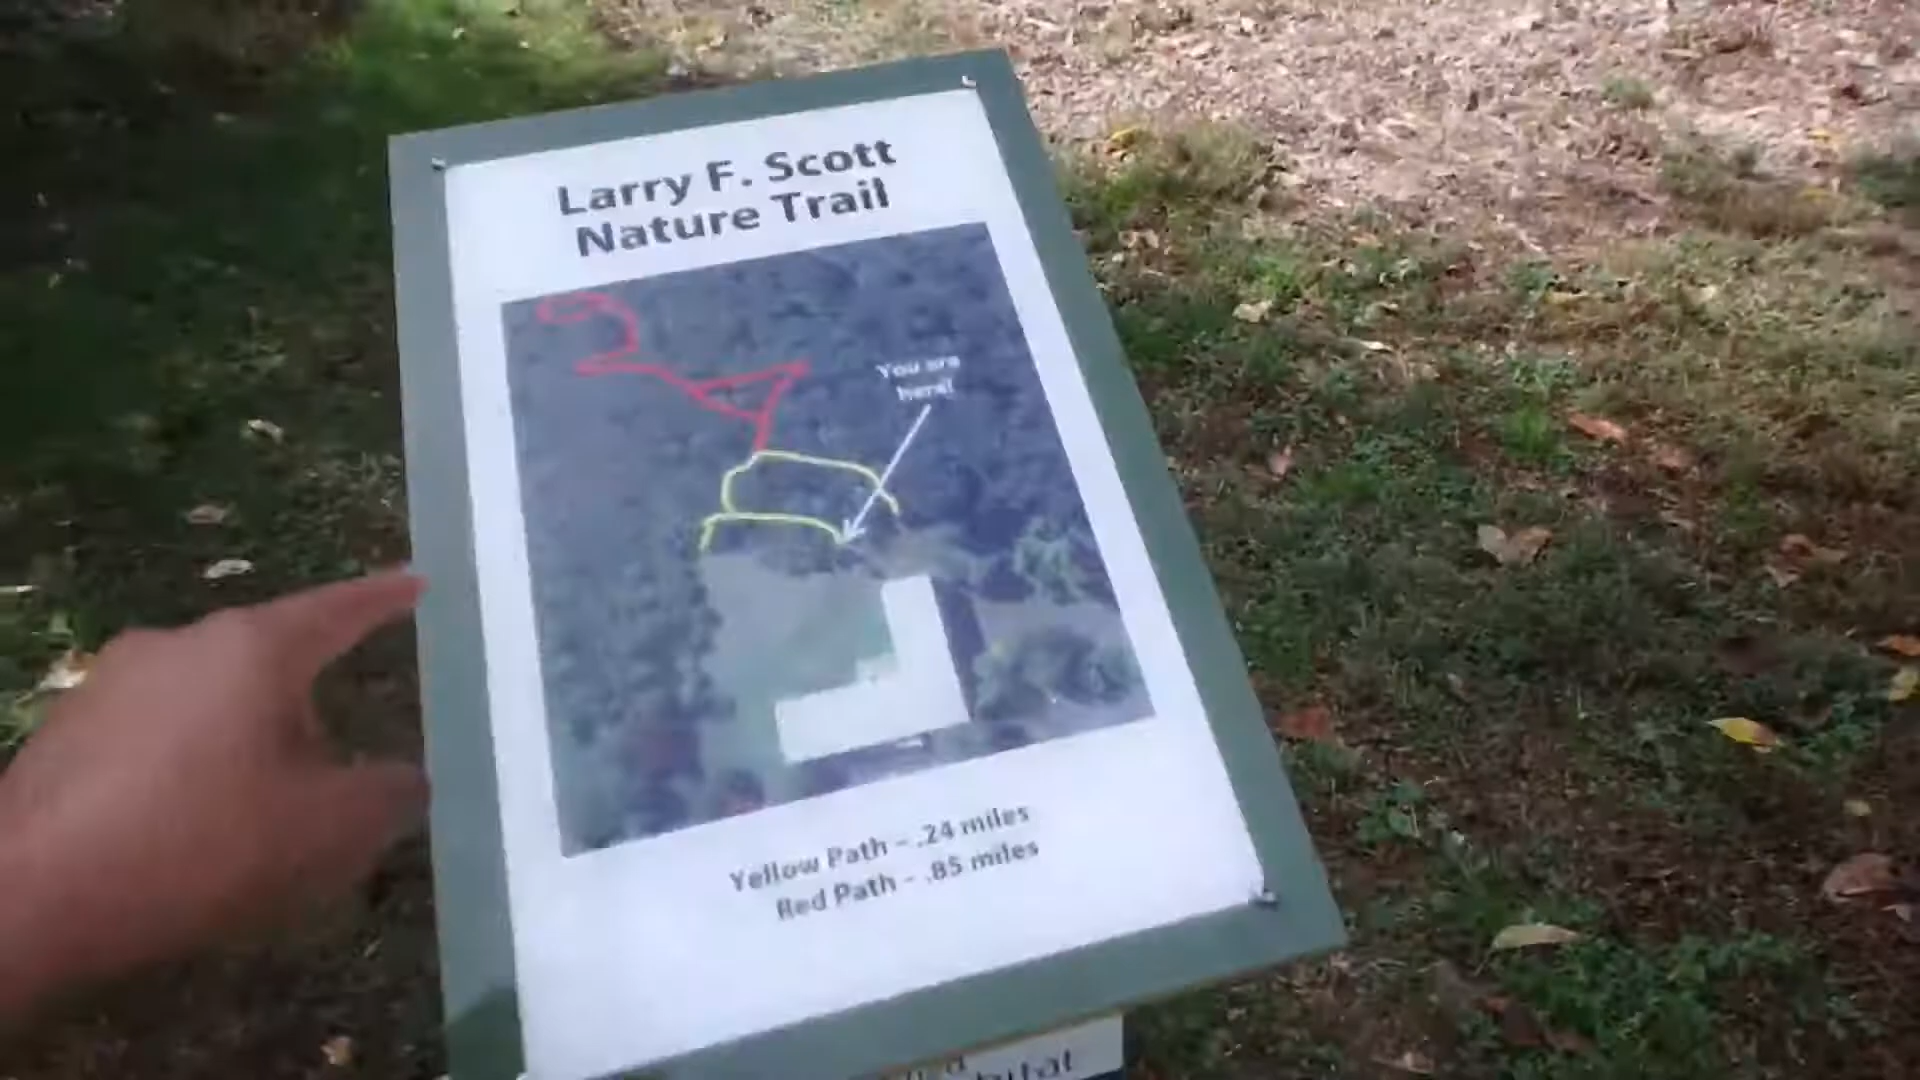 Larry F. Scott
Nature Trail
You are
here!
Yellow Path - .24 miles
Red Path - .85 miles